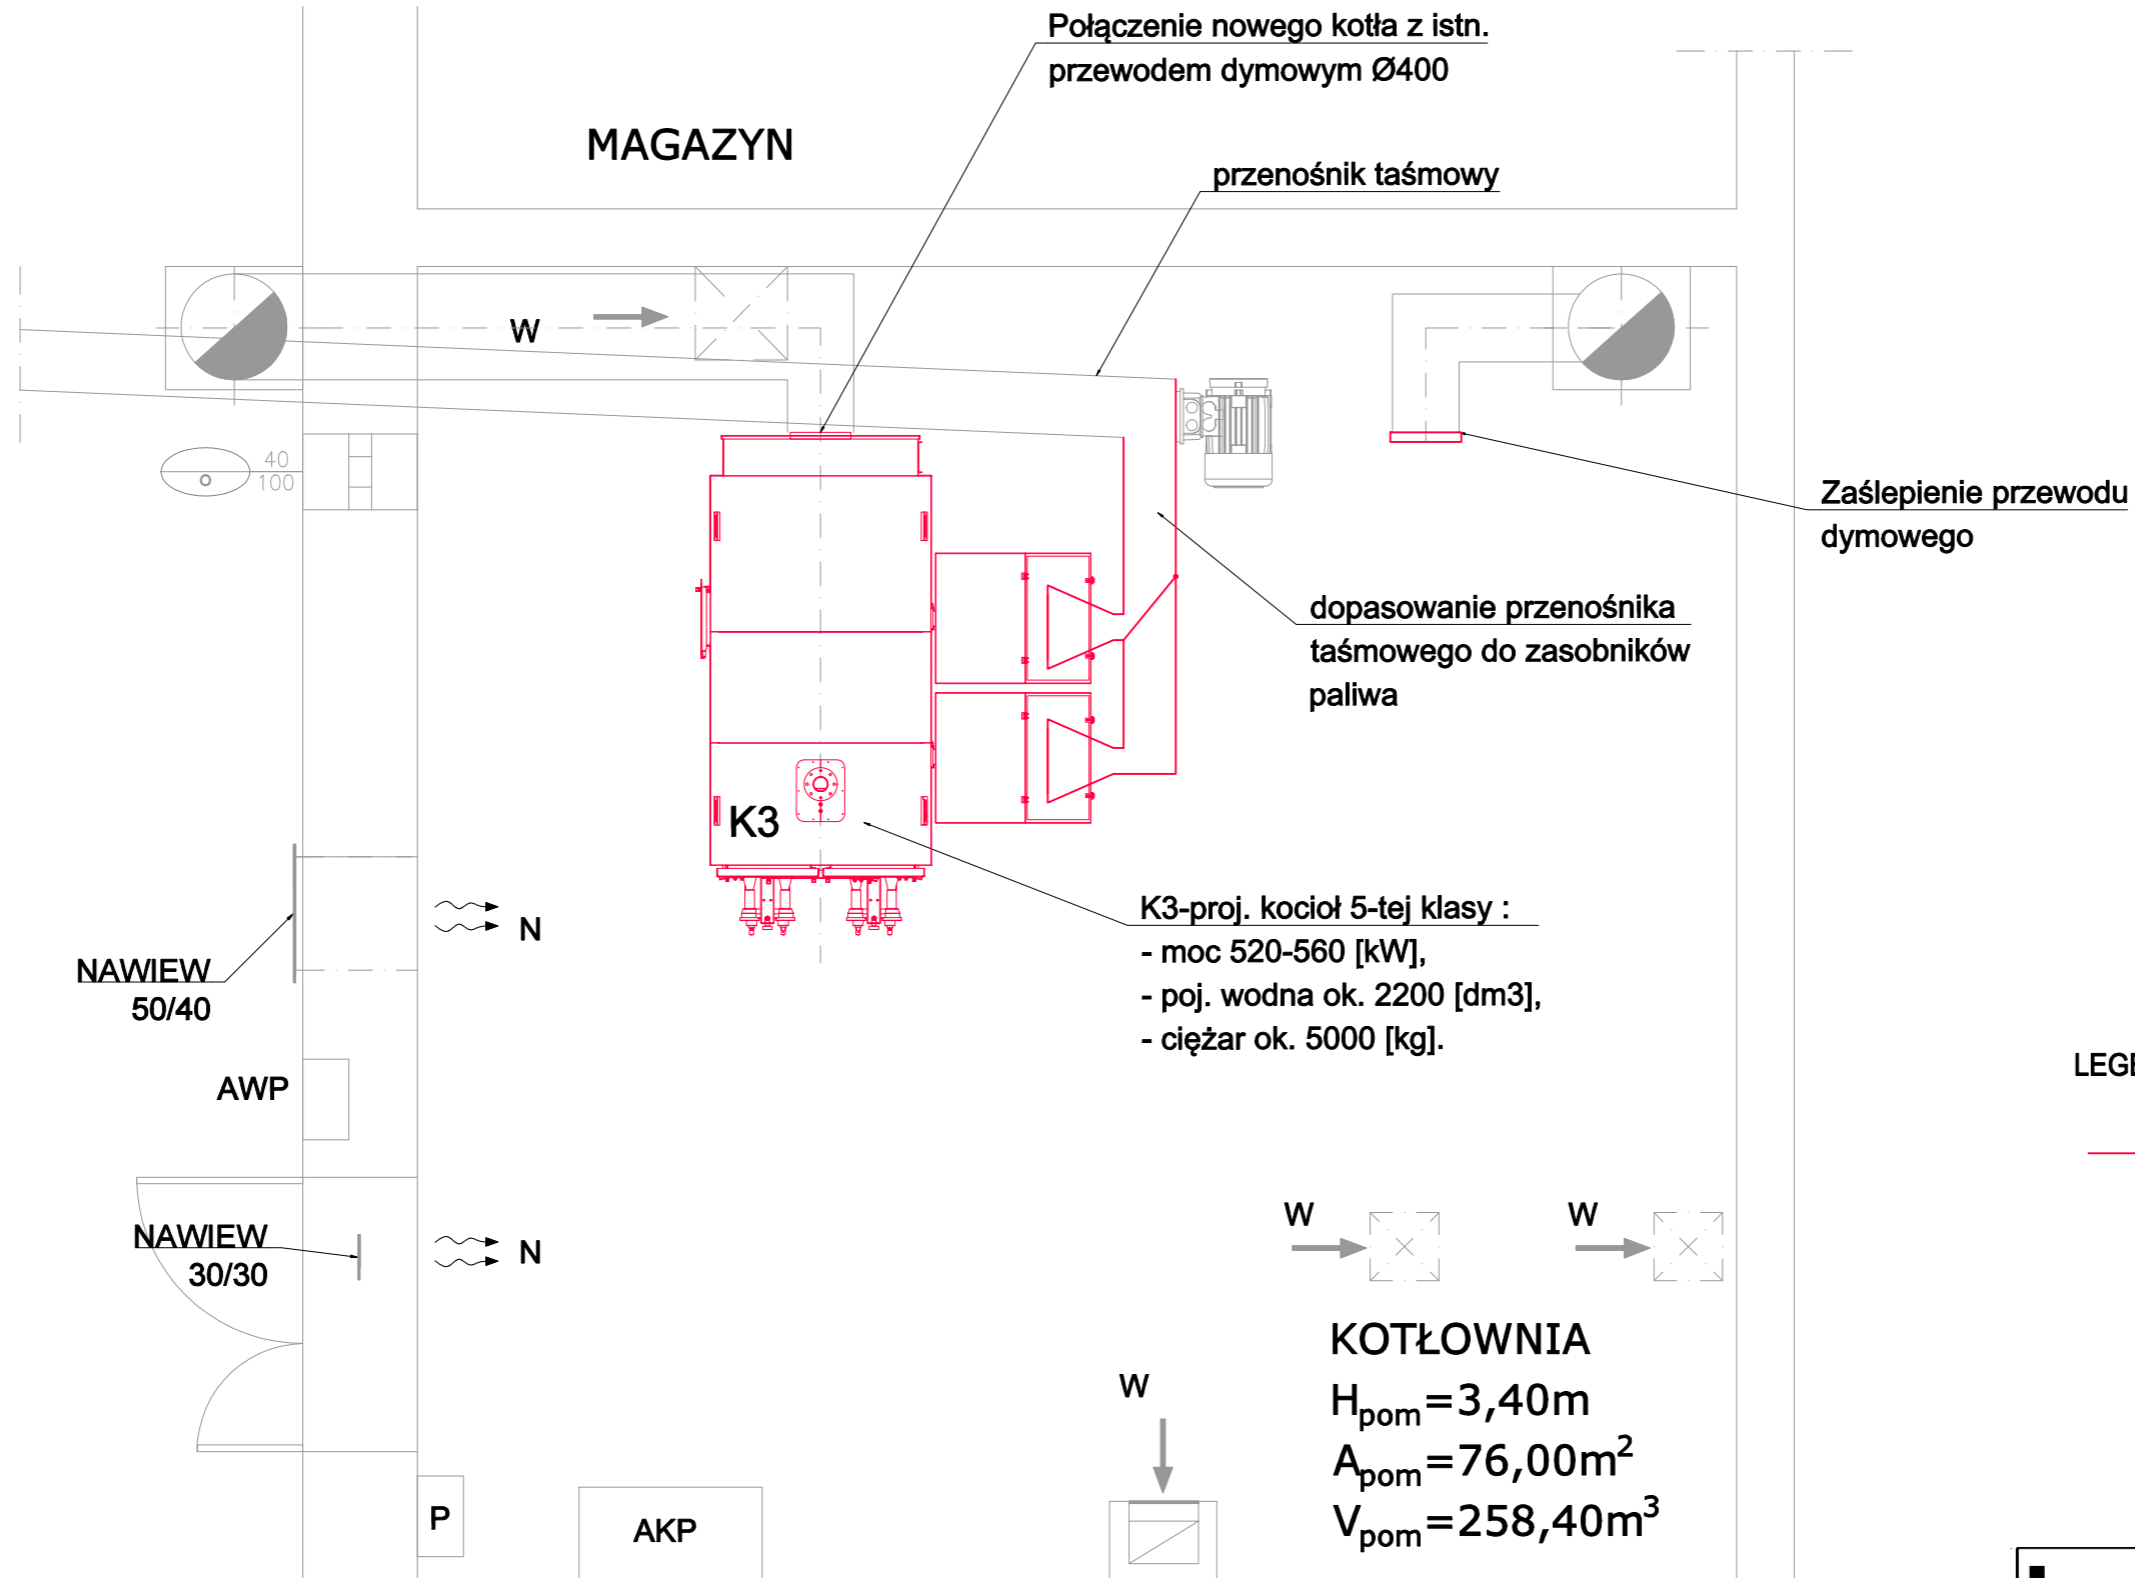 Połączenie nowego kotła z istn.
przewodem dymowym Ø400
MAGAZYN
przenośnik taśmowy
W
40
100
Zaślepienie przewodu
dymowego
dopasowanie przenośnika
taśmowego do zasobników
paliwa
K3
K3-proj. kocioł 5-tej klasy :
- moc 520-560 [kW],
- poj. wodna ok. 2200 [dm3],
- ciężar ok. 5000 [kg].
N
NAWIEW
50/40
AWP
NAWIEW
30/30
N
W
W
KOTŁOWNIA
Hpom=3,40m
Apom=76,00m²
Vpom=258,40m³
W
P
AKP